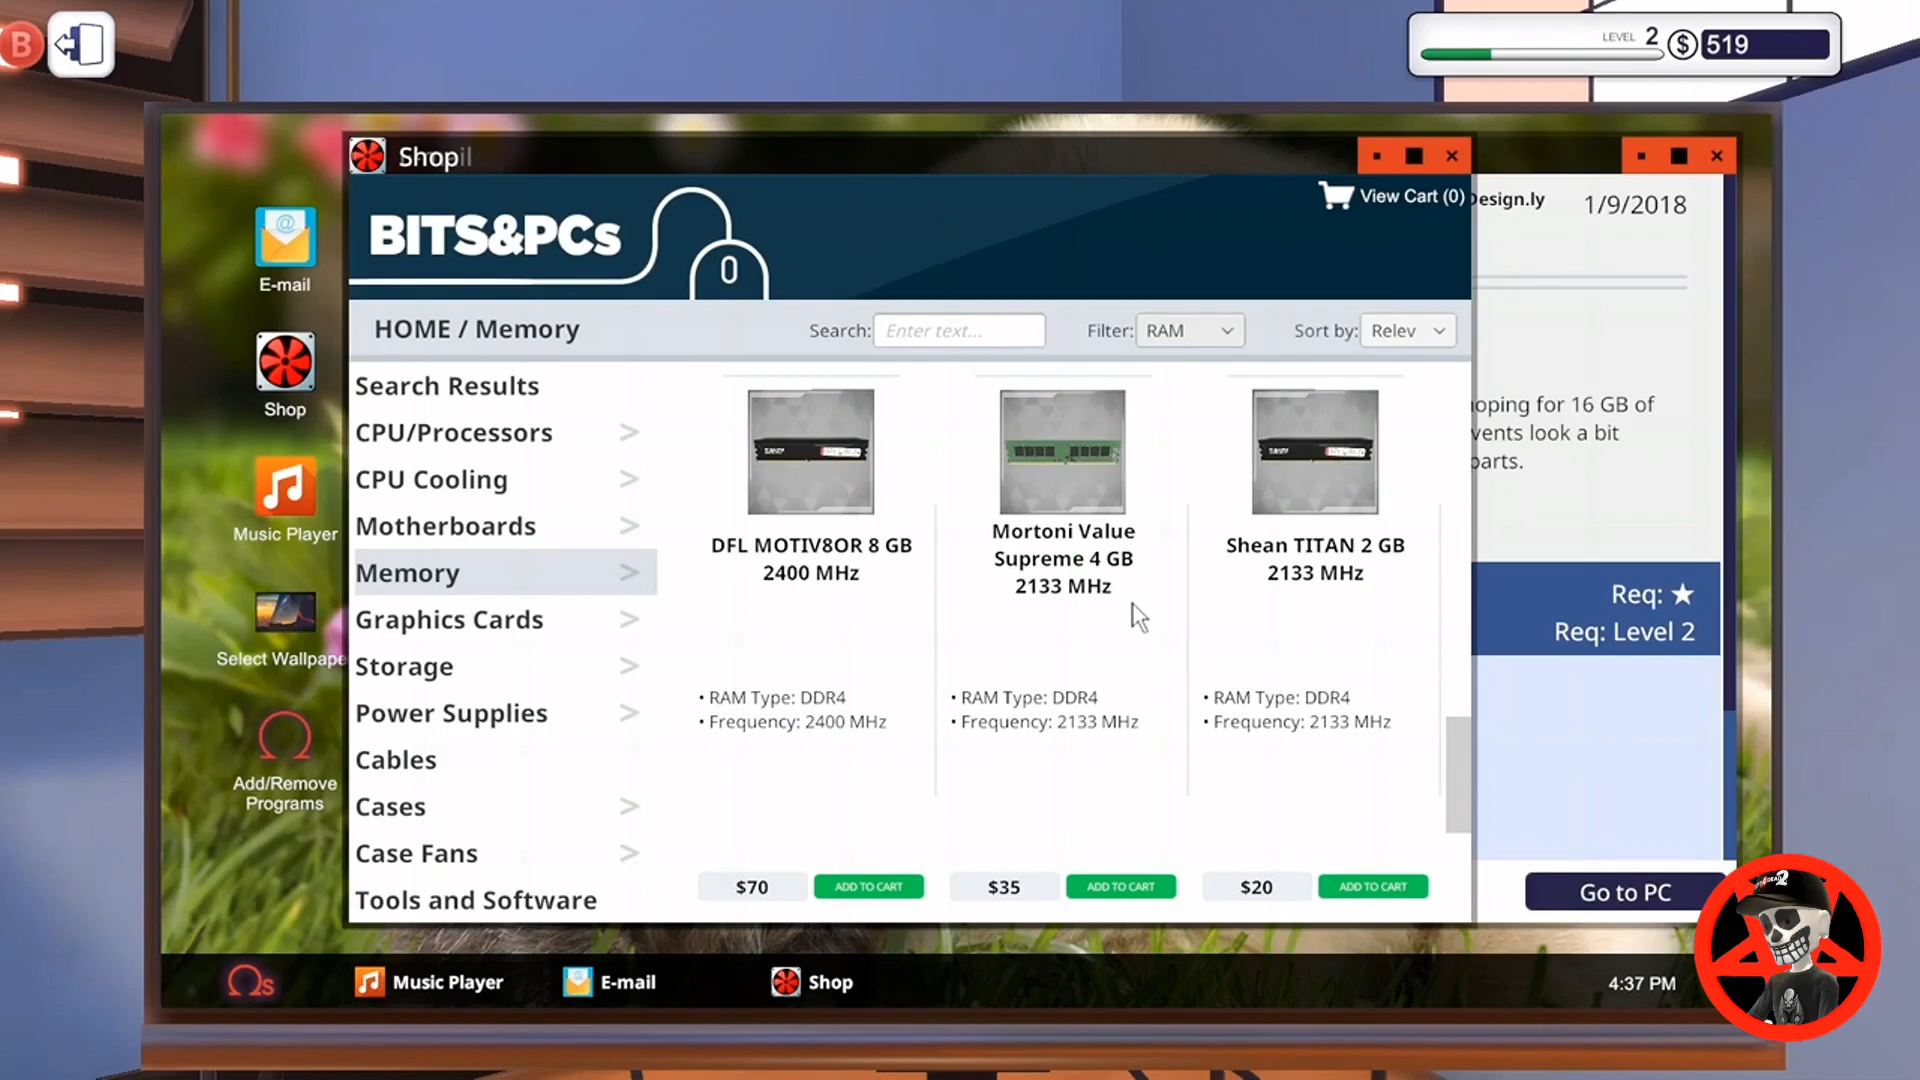 B
LEVEL 2 $ 519
Shop
View Cart (0)
Design.ly 1/9/2018
BITS&PCs
HOME / Memory
Search: Enter text...
Filter: RAM
Sort by: Relev
Search Results
CPU/Processors >
CPU Cooling >
Motherboards >
Memory >
Graphics Cards >
Storage >
Power Supplies >
Cables
Cases >
Case Fans >
Tools and Software
DFL MOTIV8OR 8 GB
2400 MHz
• RAM Type: DDR4
• Frequency: 2400 MHz
$70 ADD TO CART
Mortoni Value
Supreme 4 GB
2133 MHz
• RAM Type: DDR4
• Frequency: 2133 MHz
$35 ADD TO CART
Shean TITAN 2 GB
2133 MHz
• RAM Type: DDR4
• Frequency: 2133 MHz
$20 ADD TO CART
hoping for 16 GB of
vents look a bit
parts.
Req: ★
Req: Level 2
Go to PC
E-mail
Shop
Music Player
Select Wallpape
Add/Remove
Programs
Ωs
Music Player
E-mail
Shop
4:37 PM